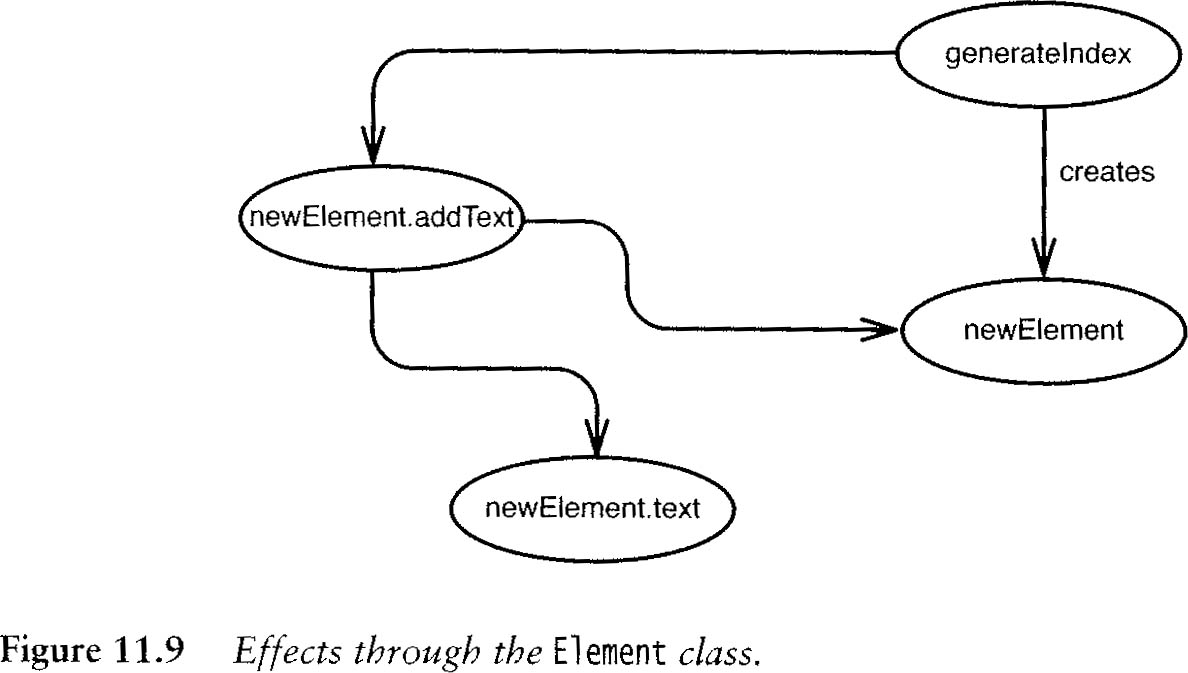 generateIndex
creates
newElement.addText
newElement
newElement.text
Figure 11.9 Effects through the Element class.